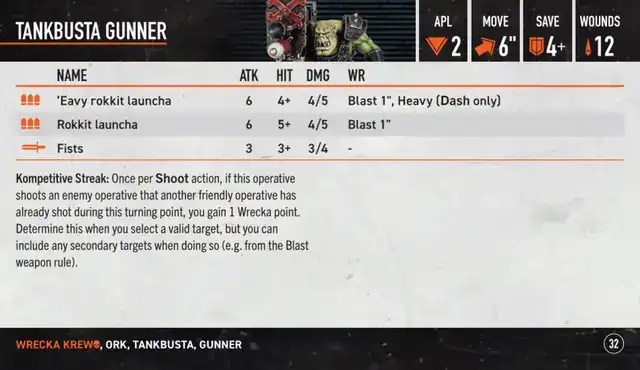 TANKBUSTA GUNNER
APL MOVE SAVE WOUNDS
2 6" 4+ 12
NAME ATK HIT DMG WR
'Eavy rokkit launcha 6 4+ 4/5 Blast 1", Heavy (Dash only)
Rokkit launcha 6 5+ 4/5 Blast 1"
Fists 3 3+ 3/4 -
Kompetitive Streak: Once per Shoot action, if this operative
shoots an enemy operative that another friendly operative has
already shot during this turning point, you gain 1 Wrecka point.
Determine this when you select a valid target, but you can
include any secondary targets when doing so (e.g. from the Blast
weapon rule).
WRECKA KREW, ORK, TANKBUSTA, GUNNER
32